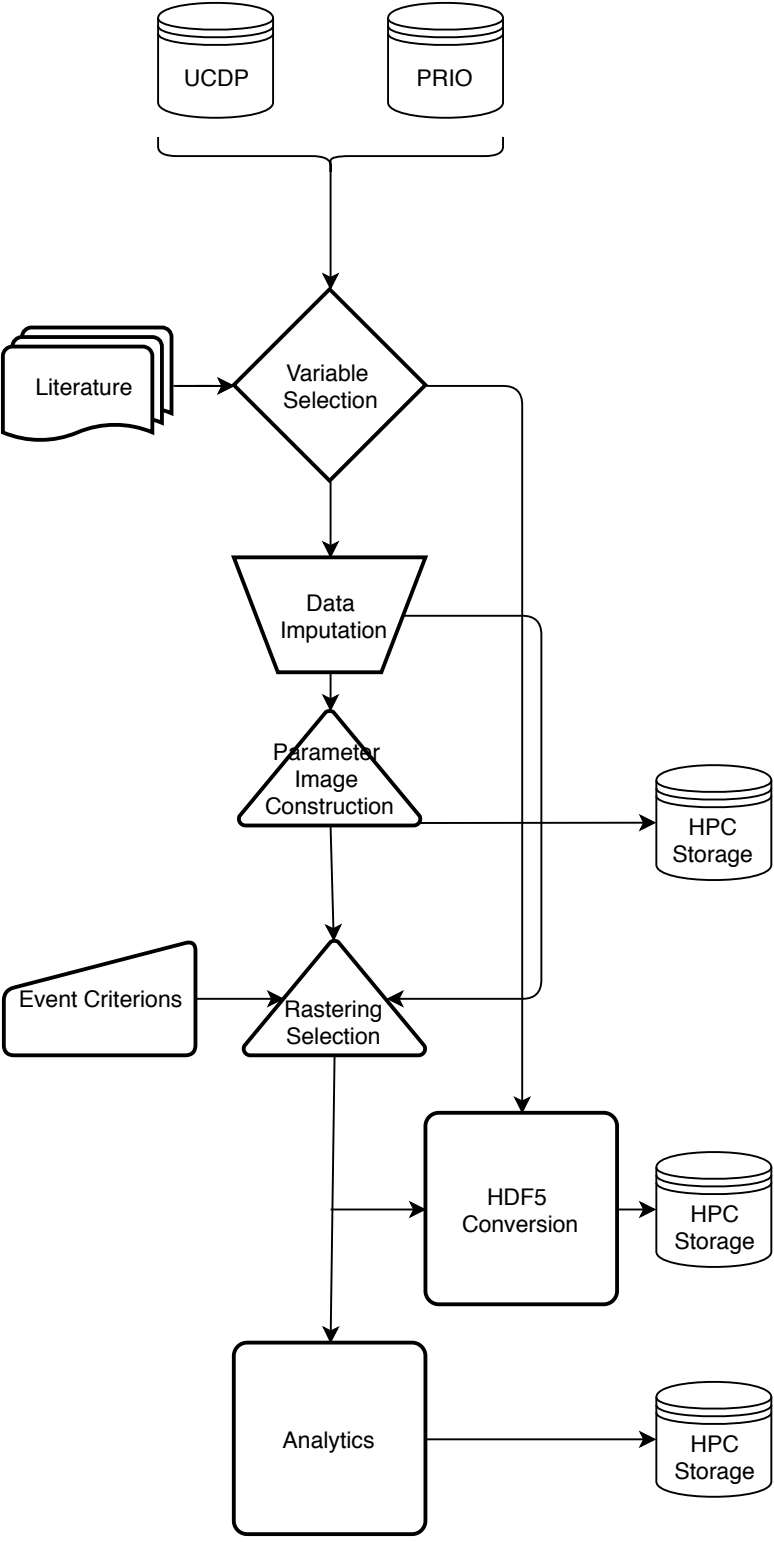 UCDP
PRIO
Literature
Variable
Selection
Data
Imputation
Parameter
Image
Construction
HPC
Storage
Event Criterions
Rastering
Selection
HDF5
Conversion
HPC
Storage
Analytics
HPC
Storage